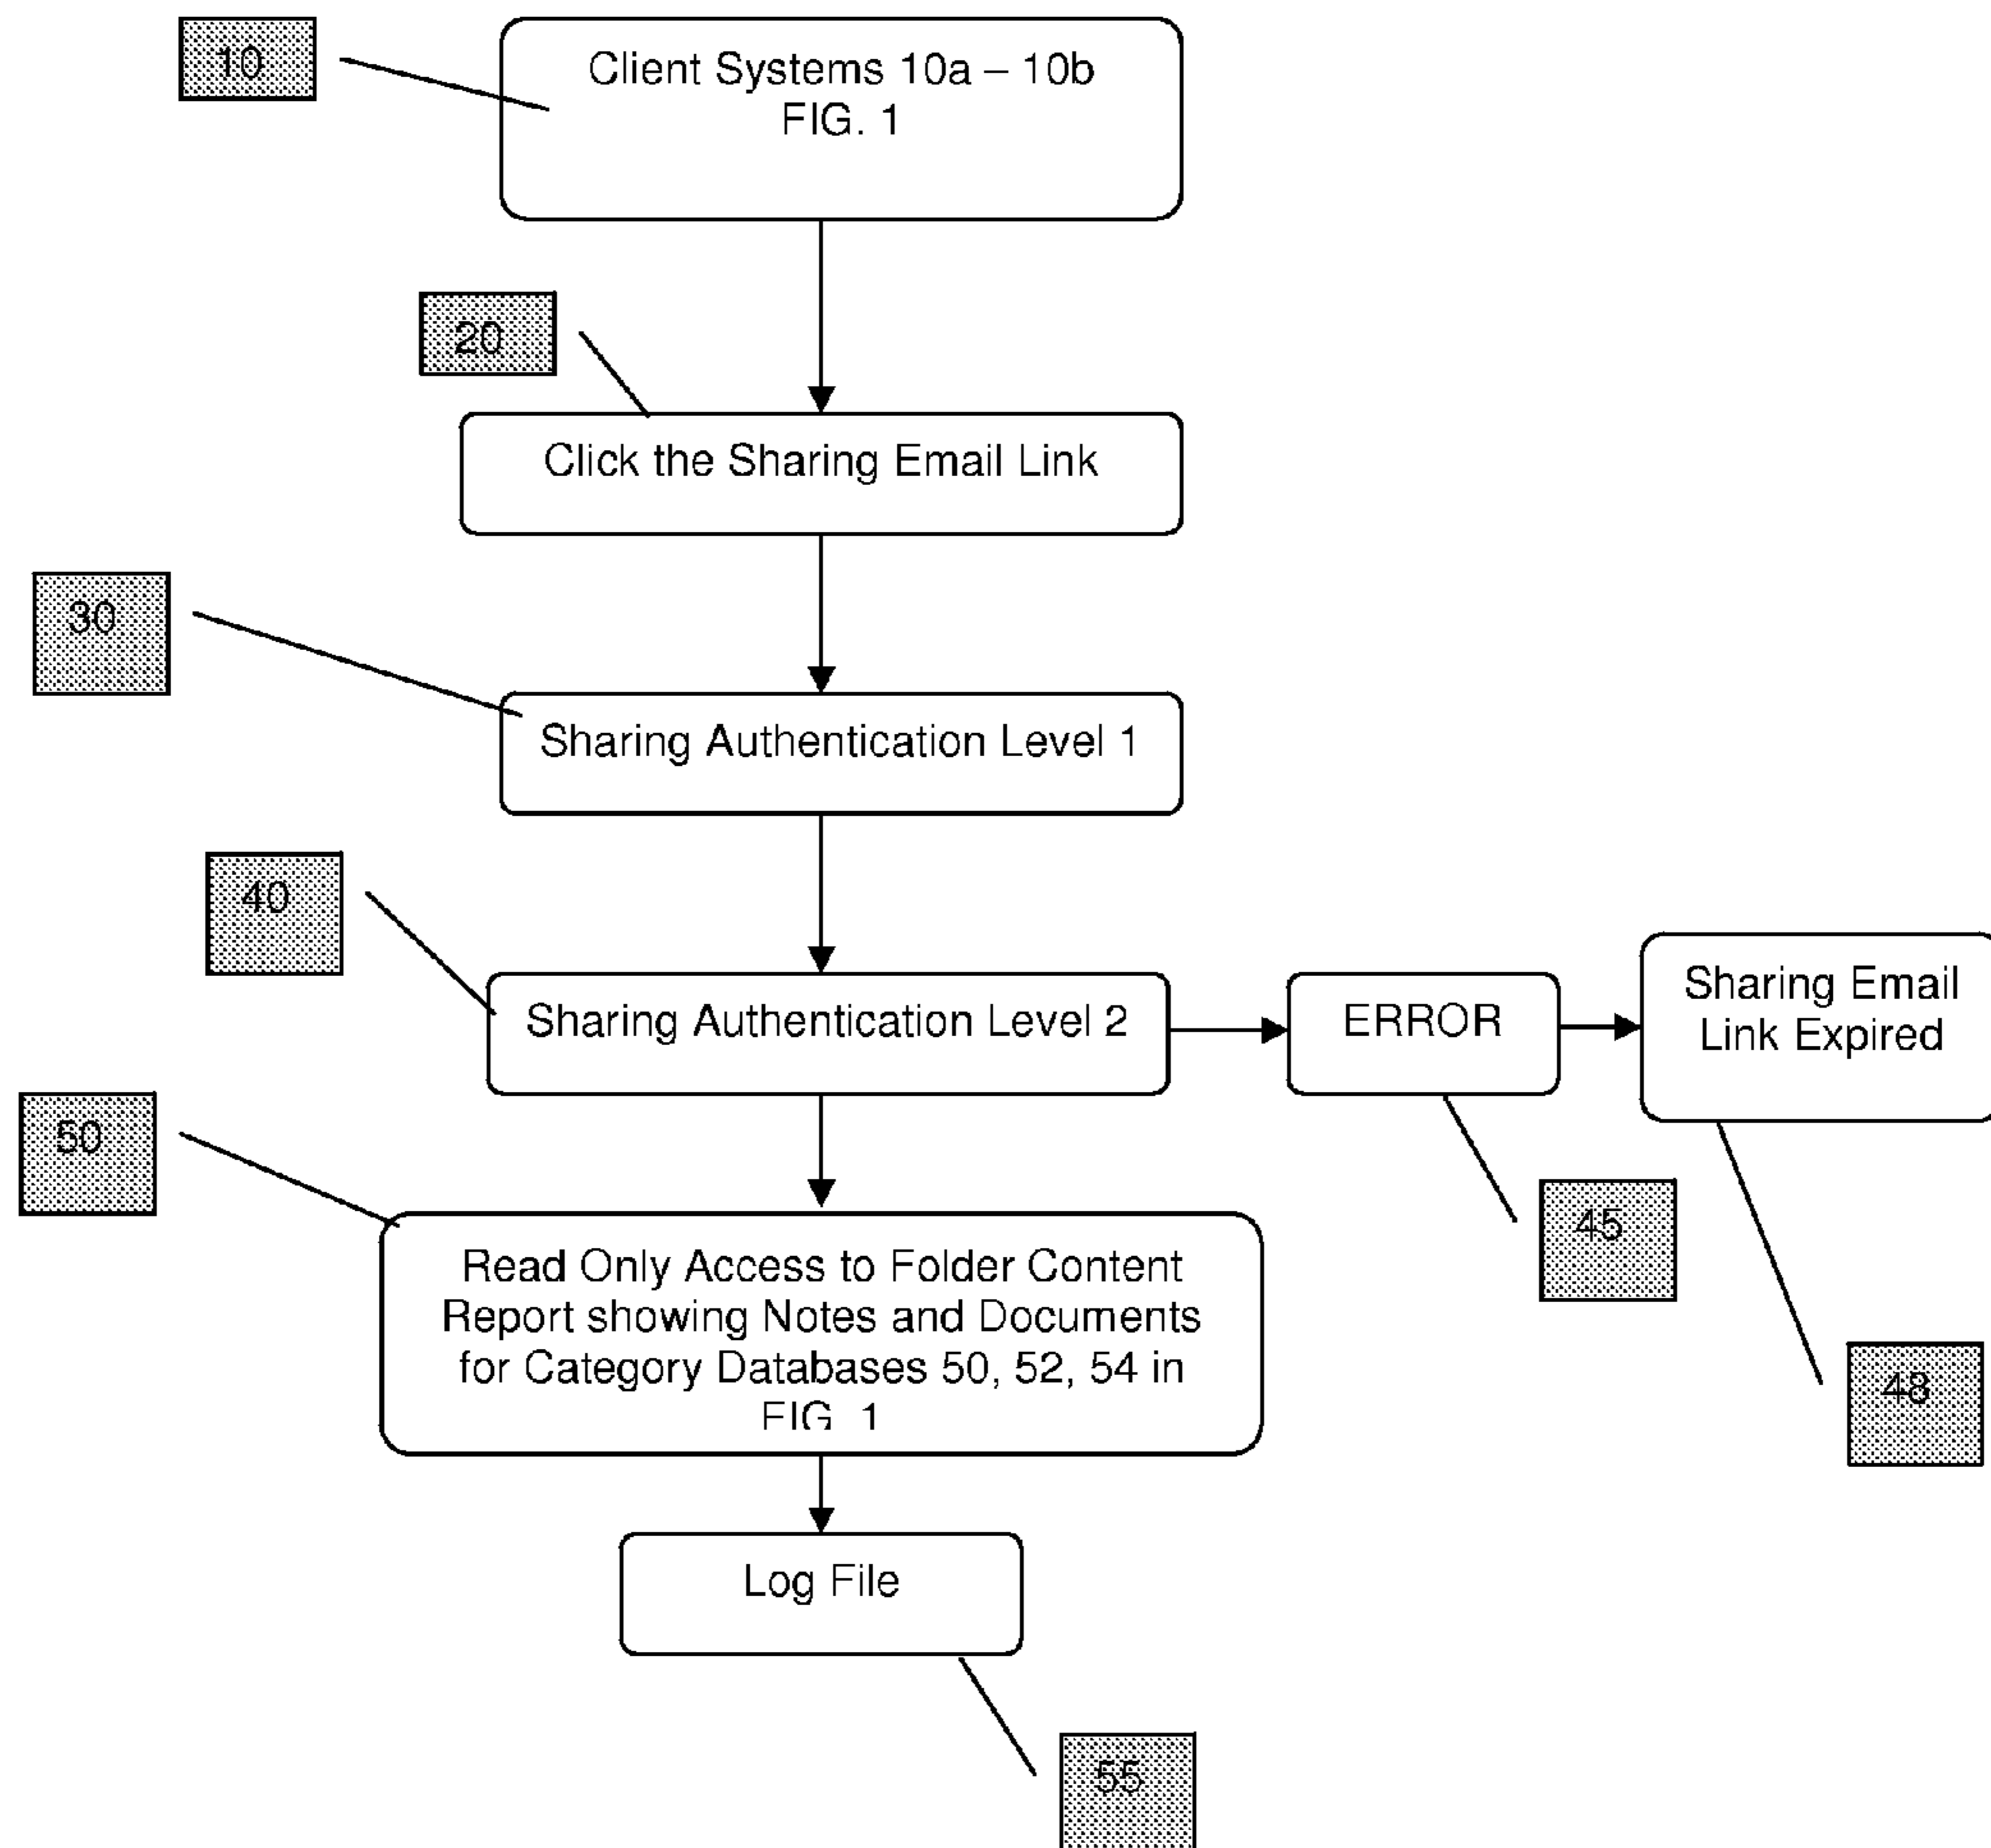 10
Client Systems 10a – 10b
FIG. 1
20
Click the Sharing Email Link
30
Sharing Authentication Level 1
40
Sharing Authentication Level 2
ERROR
Sharing Email
Link Expired
50
Read Only Access to Folder Content
Report showing Notes and Documents
for Category Databases 50, 52, 54 in
FIG. 1
45
48
Log File
55